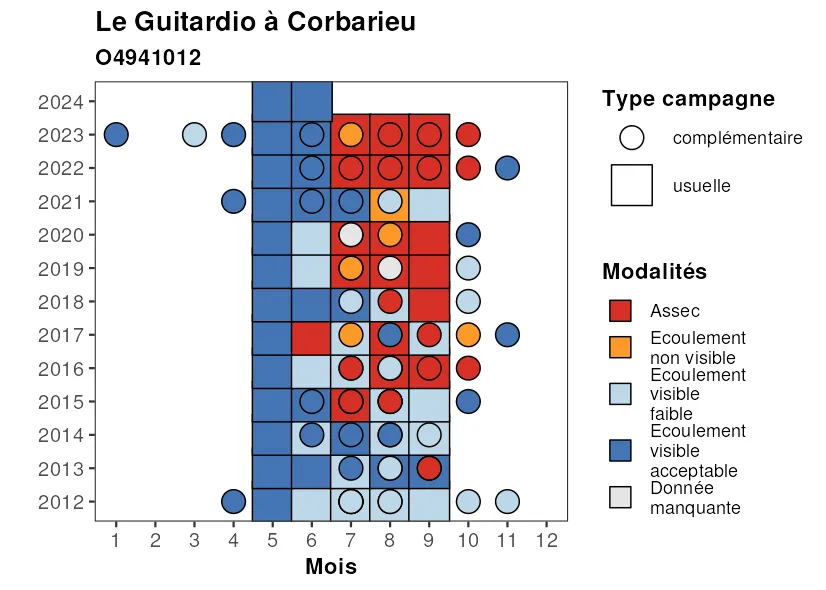 Le Guitardio à Corbarieu
O4941012
2024
2023
2022
2021
2020
2019
2018
2017
2016
2015
2014
2013
2012
1 2 3 4 5 6 7 8 9 10 11 12
Mois
Type campagne
complémentaire
usuelle
Modalités
Assec
Ecoulement
non visible
Ecoulement
visible
faible
Ecoulement
visible
acceptable
Donnée
manquante